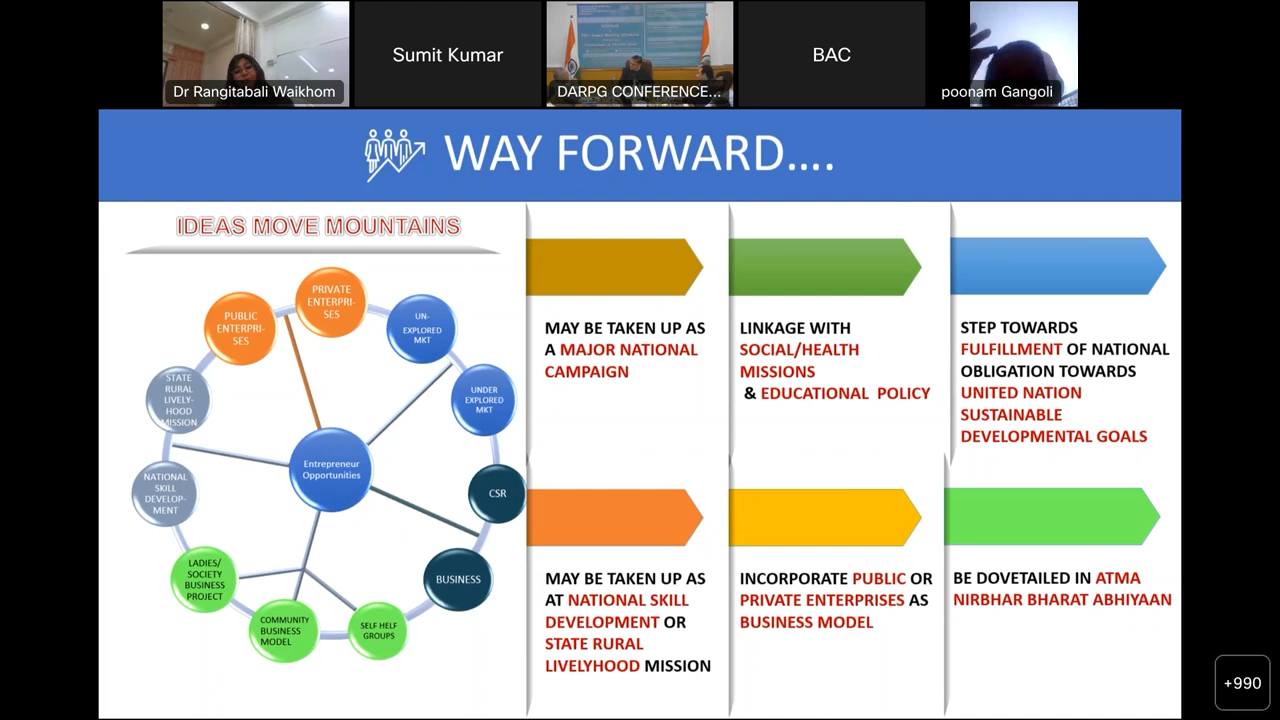 Dr Rangitabali Waikhom
Sumit Kumar
DARPG CONFERENCE...
BAC
poonam Gangoli
WAY FORWARD....
IDEAS MOVE MOUNTAINS
PRIVATE
ENTERPRI-
SES
PUBLIC
ENTERPRI-
SES
UN-
EXPLORED
MKT
STATE
RURAL
LIVELY-
HOOD
MISSION
UNDER
EXPLORED
MKT
Entrepreneur
Opportunities
NATIONAL
SKILL
DEVELOP-
MENT
CSR
LADIES/
SOCIETY
BUSINESS
PROJECT
BUSINESS
COMMUNITY
BUSINESS
MODEL
SELF HELF
GROUPS
MAY BE TAKEN UP AS
A MAJOR NATIONAL
CAMPAIGN
LINKAGE WITH
SOCIAL/HEALTH
MISSIONS
& EDUCATIONAL POLICY
STEP TOWARDS
FULFILLMENT OF NATIONAL
OBLIGATION TOWARDS
UNITED NATION
SUSTAINABLE
DEVELOPMENTAL GOALS
MAY BE TAKEN UP AS
AT NATIONAL SKILL
DEVELOPMENT OR
STATE RURAL
LIVELYHOOD MISSION
INCORPORATE PUBLIC OR
PRIVATE ENTERPRISES AS
BUSINESS MODEL
BE DOVETAILED IN ATMA
NIRBHAR BHARAT ABHIYAAN
+990